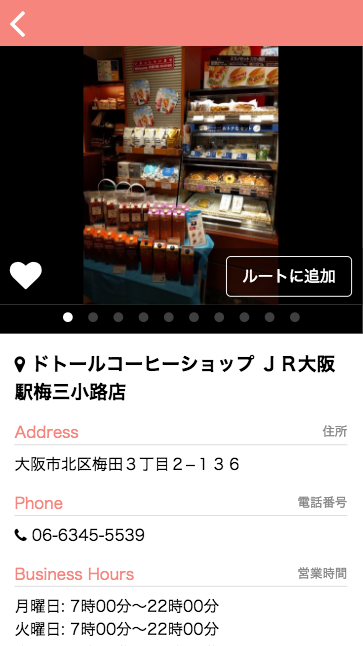 ルートに追加
ドトールコーヒーショップ ＪＲ大阪
駅梅三小路店
Address 住所
大阪市北区梅田３丁目２−１３６
Phone 電話番号
06-6345-5539
Business Hours 営業時間
月曜日: 7時00分〜22時00分
火曜日: 7時00分〜22時00分